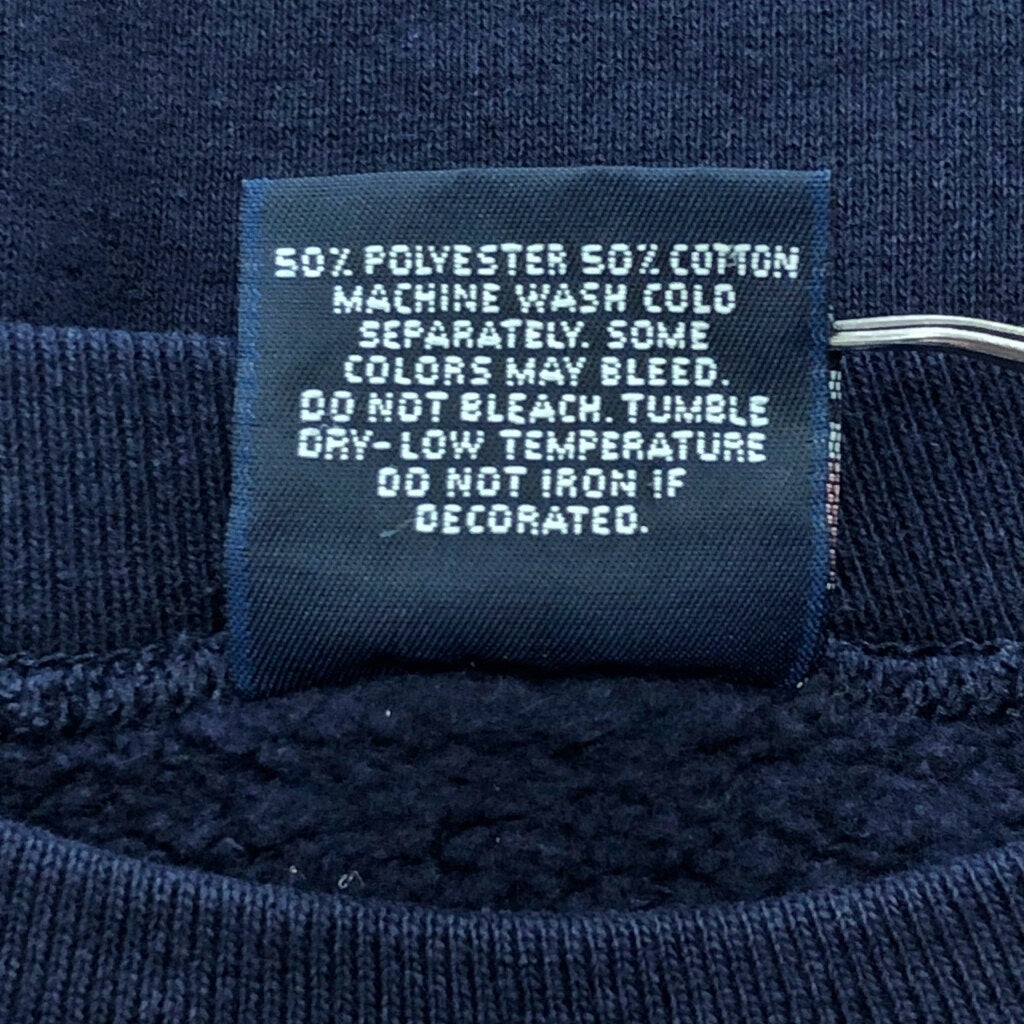 50% POLYESTER 50% COTTON
MACHINE WASH COLD
SEPARATELY. SOME
COLORS MAY BLEED.
DO NOT BLEACH. TUMBLE
DRY-LOW TEMPERATURE
DO NOT IRON IF
DECORATED.